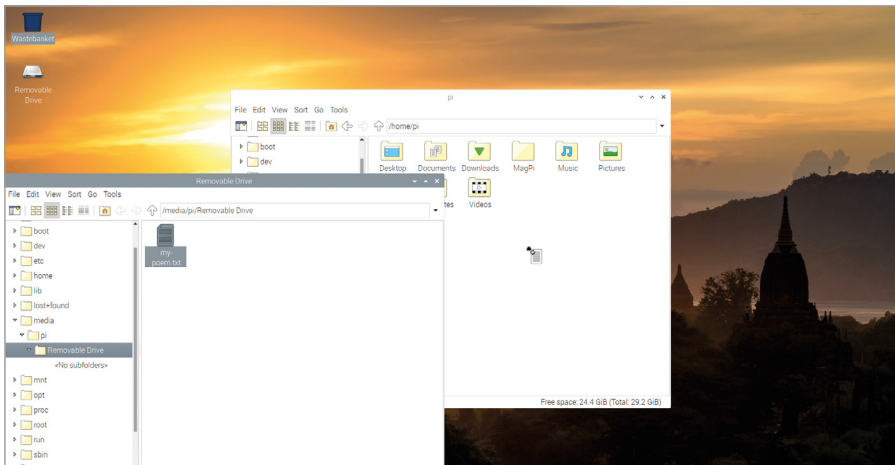 Wastebasket
Removable
Drive
pi
File Edit View Sort Go Tools
/home/pi
boot
dev
Desktop Documents Downloads MagPi Music Pictures
Videos
Free space: 24.4 GiB (Total: 29.2 GiB)
Removable Drive
File Edit View Sort Go Tools
/media/pi/Removable Drive
boot
dev
etc
home
lib
lost+found
media
pi
Removable Drive
<No subfolders>
mnt
opt
proc
root
run
sbin
my-
poem.txt